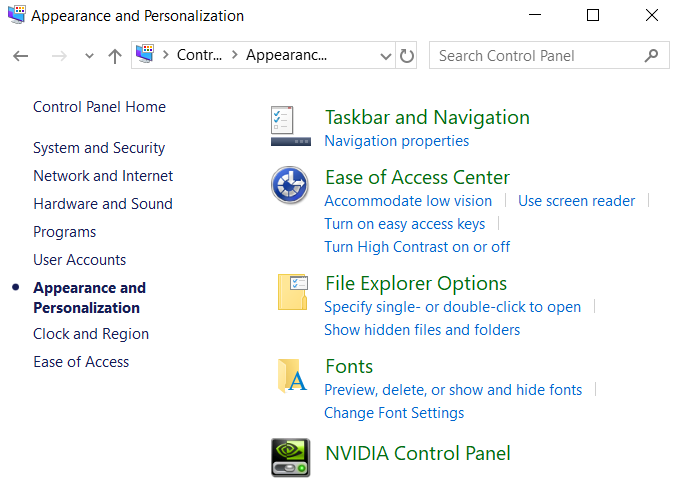 Appearance and Personalization
Contr... Appearanc... Search Control Panel
Control Panel Home
System and Security
Network and Internet
Hardware and Sound
Programs
User Accounts
Appearance and
Personalization
Clock and Region
Ease of Access
Taskbar and Navigation
Navigation properties
Ease of Access Center
Accommodate low vision Use screen reader
Turn on easy access keys
Turn High Contrast on or off
File Explorer Options
Specify single- or double-click to open
Show hidden files and folders
Fonts
Preview, delete, or show and hide fonts
Change Font Settings
NVIDIA Control Panel